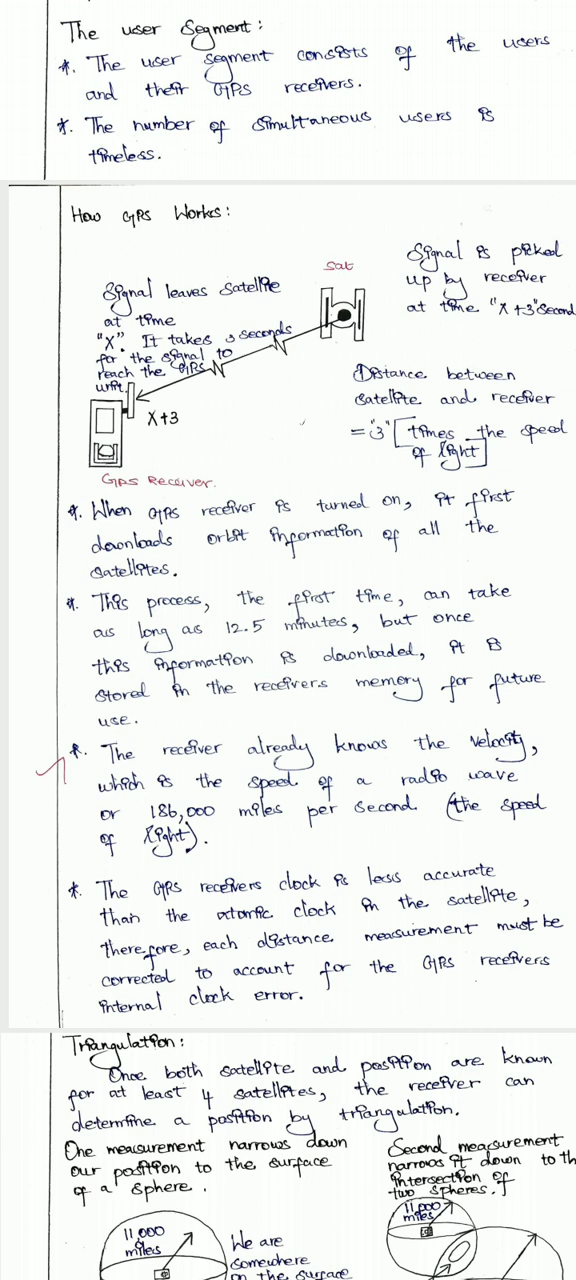 The user segment:
*. The user segment consists of the users
and their GPS receivers.
*. The number of simultaneous users is
timeless.
How GPS Works:
Sat
Signal is picked
up by receiver
at time "X+3" second
Signal leaves satellite
at time
"X". It takes 3 seconds
for the signal to
reach the GPS
unit.
X+3
Distance between
satellite and receiver
= "3" [times the speed
of light]
GPS Receiver.
*. When GPS receiver is turned on, it first
downloads orbit information of all the
satellites.
*. This process, the first time, can take
as long as 12.5 minutes, but once
this information is downloaded, it is
stored in the receivers memory for future
use.
*. The receiver already knows the velocity,
which is the speed of a radio wave
or 186,000 miles per second (the speed
of light).
*. The GPS receivers clock is less accurate
than the atomic clock in the satellite,
therefore, each distance measurement must be
corrected to account for the GPS receivers
internal clock error.
Triangulation:
Once both satellite and position are known
for at least 4 satellites, the receiver can
determine a position by triangulation.
One measurement narrows down
our position to the surface
of a sphere.
Second measurement
narrows it down to th
intersection of
two spheres.
11,000
miles
We are
somewhere
on the surface
11,000
miles